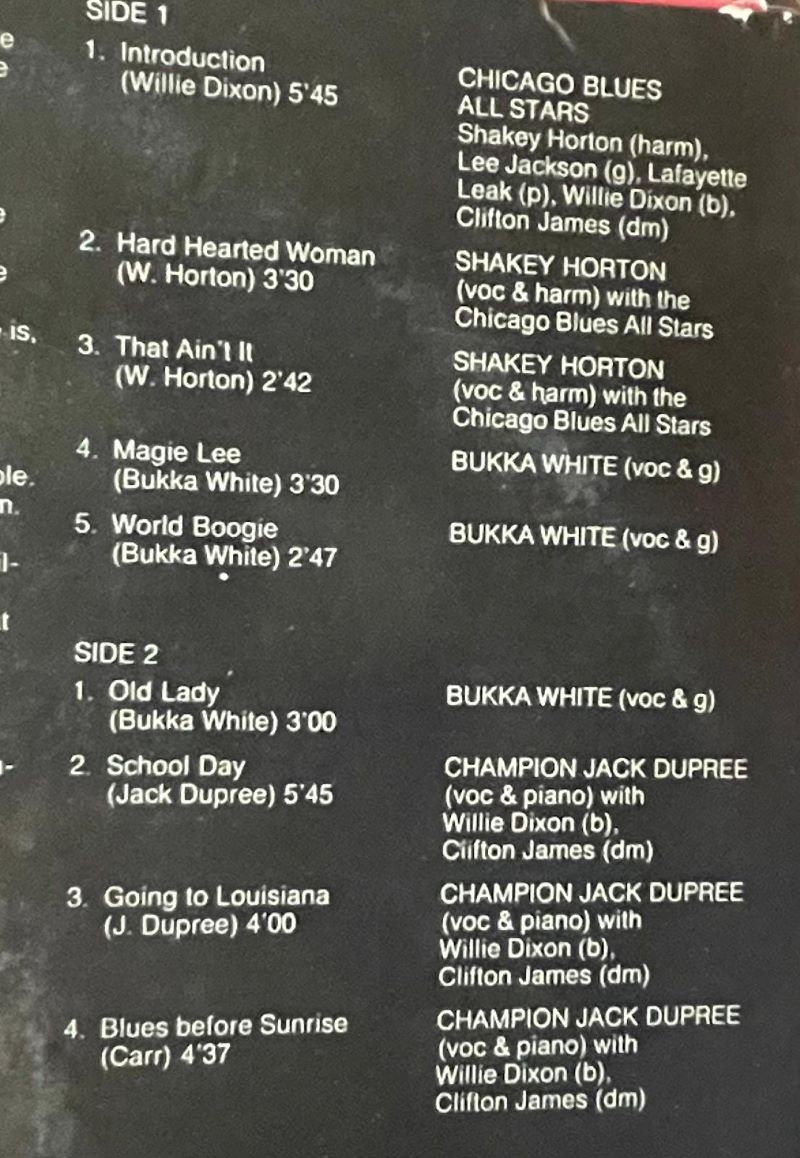 SIDE 1
1. Introduction
(Willie Dixon) 5'45
CHICAGO BLUES
ALL STARS
Shakey Horton (harm),
Lee Jackson (g), Lafayette
Leak (p), Willie Dixon (b),
Clifton James (dm)
2. Hard Hearted Woman
(W. Horton) 3'30
SHAKEY HORTON
(voc & harm) with the
Chicago Blues All Stars
3. That Ain't It
(W. Horton) 2'42
SHAKEY HORTON
(voc & harm) with the
Chicago Blues All Stars
4. Magie Lee
(Bukka White) 3'30
BUKKA WHITE (voc & g)
5. World Boogie
(Bukka White) 2'47
BUKKA WHITE (voc & g)
SIDE 2
1. Old Lady
(Bukka White) 3'00
BUKKA WHITE (voc & g)
2. School Day
(Jack Dupree) 5'45
CHAMPION JACK DUPREE
(voc & piano) with
Willie Dixon (b),
Clifton James (dm)
3. Going to Louisiana
(J. Dupree) 4'00
CHAMPION JACK DUPREE
(voc & piano) with
Willie Dixon (b),
Clifton James (dm)
4. Blues before Sunrise
(Carr) 4'37
CHAMPION JACK DUPREE
(voc & piano) with
Willie Dixon (b),
Clifton James (dm)